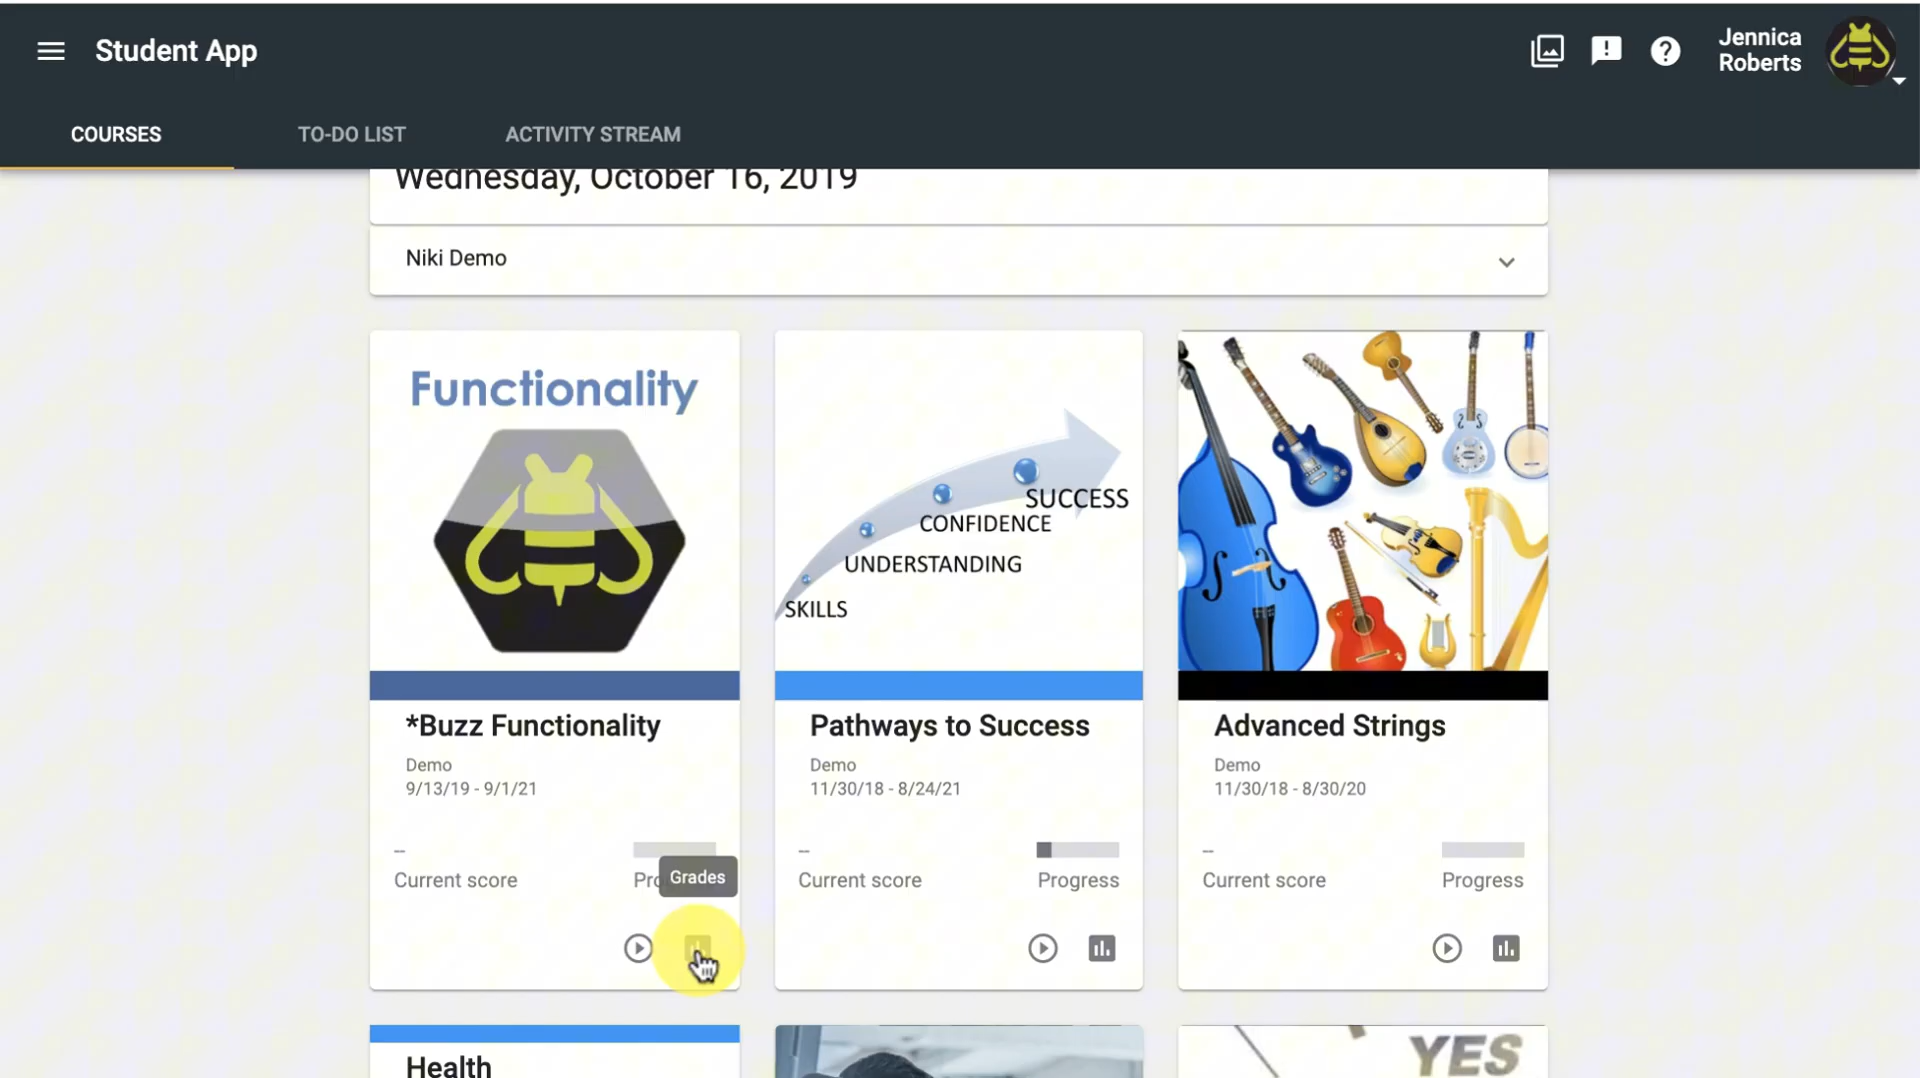 Student App
Jennica
Roberts
COURSES
TO-DO LIST
ACTIVITY STREAM
Wednesday, October 16, 2019
Niki Demo
Functionality
SUCCESS
CONFIDENCE
UNDERSTANDING
SKILLS
*Buzz Functionality
Demo
9/13/19 - 9/1/21
--
Current score
Grades
Pathways to Success
Demo
11/30/18 - 8/24/21
--
Current score
Progress
Advanced Strings
Demo
11/30/18 - 8/30/20
--
Current score
Progress
Health
YES